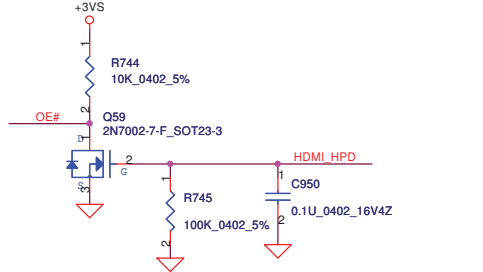 +3VS
1
R744
10K_0402_5%
2
OE#
Q59
2N7002-7-F_SOT23-3
D
1
2
G
S
3
HDMI_HPD
1
R745
100K_0402_5%
2
1
C950
0.1U_0402_16V4Z
2